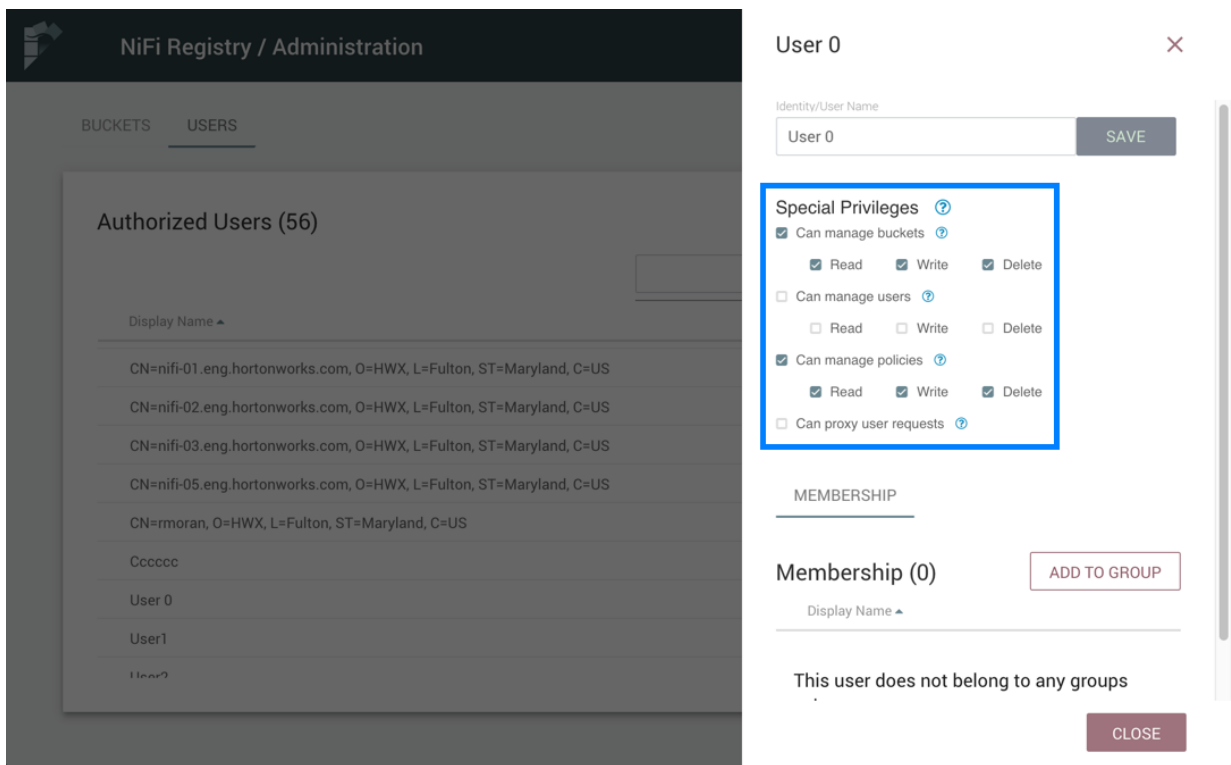 NiFi Registry / Administration
BUCKETS USERS
Authorized Users (56)
Display Name
CN=nifi-01.eng.hortonworks.com, O=HWX, L=Fulton, ST=Maryland, C=US
CN=nifi-02.eng.hortonworks.com, O=HWX, L=Fulton, ST=Maryland, C=US
CN=nifi-03.eng.hortonworks.com, O=HWX, L=Fulton, ST=Maryland, C=US
CN=nifi-05.eng.hortonworks.com, O=HWX, L=Fulton, ST=Maryland, C=US
CN=rmoran, O=HWX, L=Fulton, ST=Maryland, C=US
Cccccc
User 0
User1
User2
User 0
Identity/User Name
User 0 SAVE
Special Privileges ?
Can manage buckets ?
Read Write Delete
Can manage users ?
Read Write Delete
Can manage policies ?
Read Write Delete
Can proxy user requests ?
MEMBERSHIP
Membership (0) ADD TO GROUP
Display Name
This user does not belong to any groups
CLOSE